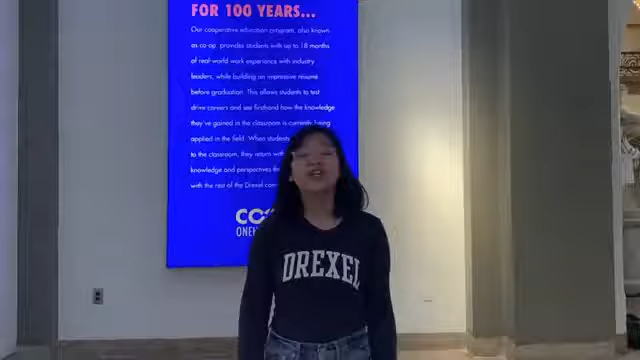 FOR 100 YEARS...
Our cooperative education program, also known
as co-op, provides students with up to 18 months
of real-world work experience with industry
leaders, while building an impressive résumé
before graduation. This allows students to test
drive careers and see firsthand how the knowledge
they've gained in the classroom is currently being
applied in the field. When students
to the classroom, they return with
knowledge and perspectives
with the rest of the Drexel
DREXEL